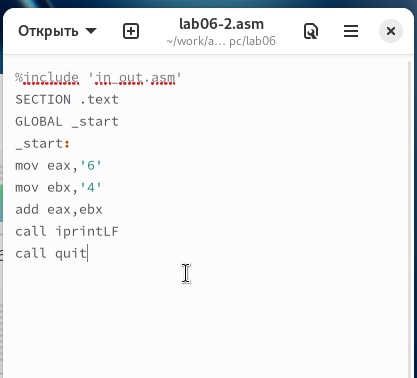 Открыть
lab06-2.asm
~/work/a... pc/lab06
%include 'in_out.asm'
SECTION .text
GLOBAL _start
_start:
mov eax,'6'
mov ebx,'4'
add eax,ebx
call iprintLF
call quit